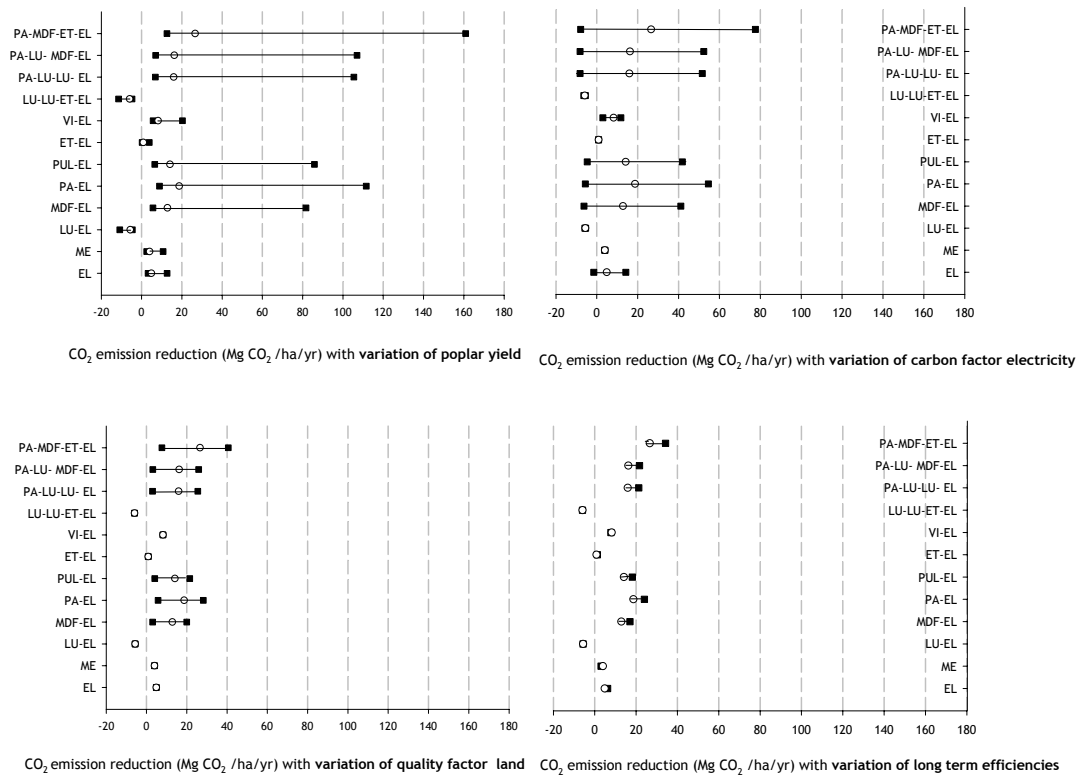 PA-MDF-ET-EL
PA-LU- MDF-EL
PA-LU-LU- EL
LU-LU-ET-EL
VI-EL
ET-EL
PUL-EL
PA-EL
MDF-EL
LU-EL
ME
EL
-20 0 20 40 60 80 100 120 140 160 180
CO2 emission reduction (Mg CO2 /ha/yr) with variation of poplar yield
PA-MDF-ET-EL
PA-LU- MDF-EL
PA-LU-LU- EL
LU-LU-ET-EL
VI-EL
ET-EL
PUL-EL
PA-EL
MDF-EL
LU-EL
ME
EL
-20 0 20 40 60 80 100 120 140 160 180
CO2 emission reduction (Mg CO2 /ha/yr) with variation of carbon factor electricity
PA-MDF-ET-EL
PA-LU- MDF-EL
PA-LU-LU- EL
LU-LU-ET-EL
VI-EL
ET-EL
PUL-EL
PA-EL
MDF-EL
LU-EL
ME
EL
-20 0 20 40 60 80 100 120 140 160 180
CO2 emission reduction (Mg CO2 /ha/yr) with variation of quality factor land
PA-MDF-ET-EL
PA-LU- MDF-EL
PA-LU-LU- EL
LU-LU-ET-EL
VI-EL
ET-EL
PUL-EL
PA-EL
MDF-EL
LU-EL
ME
EL
-20 0 20 40 60 80 100 120 140 160 180
CO2 emission reduction (Mg CO2 /ha/yr) with variation of long term efficiencies